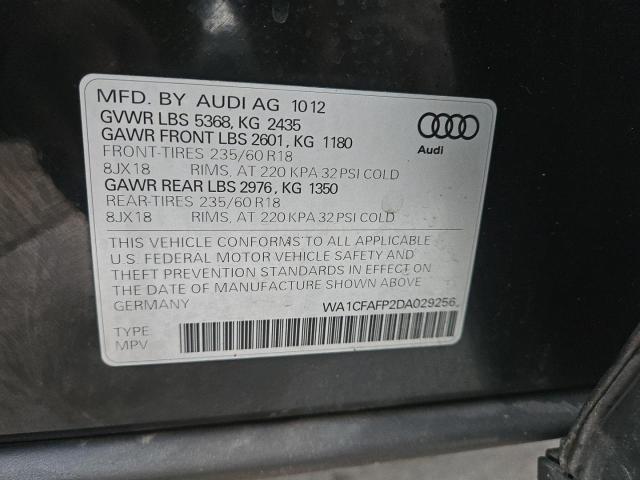 MFD. BY AUDI AG 10 12
GVWR LBS 5368, KG 2435
GAWR FRONT LBS 2601, KG 1180
FRONT-TIRES 235/60 R18
8JX18 RIMS, AT 220 KPA 32 PSI COLD
GAWR REAR LBS 2976, KG 1350
REAR-TIRES 235/60 R18
8JX18 RIMS, AT 220 KPA 32 PSI COLD
Audi
THIS VEHICLE CONFORMS TO ALL APPLICABLE
U.S. FEDERAL MOTOR VEHICLE SAFETY AND
THEFT PREVENTION STANDARDS IN EFFECT ON
THE DATE OF MANUFACTURE SHOWN ABOVE.
GERMANY WA1CFAFP2DA029256
TYPE
MPV